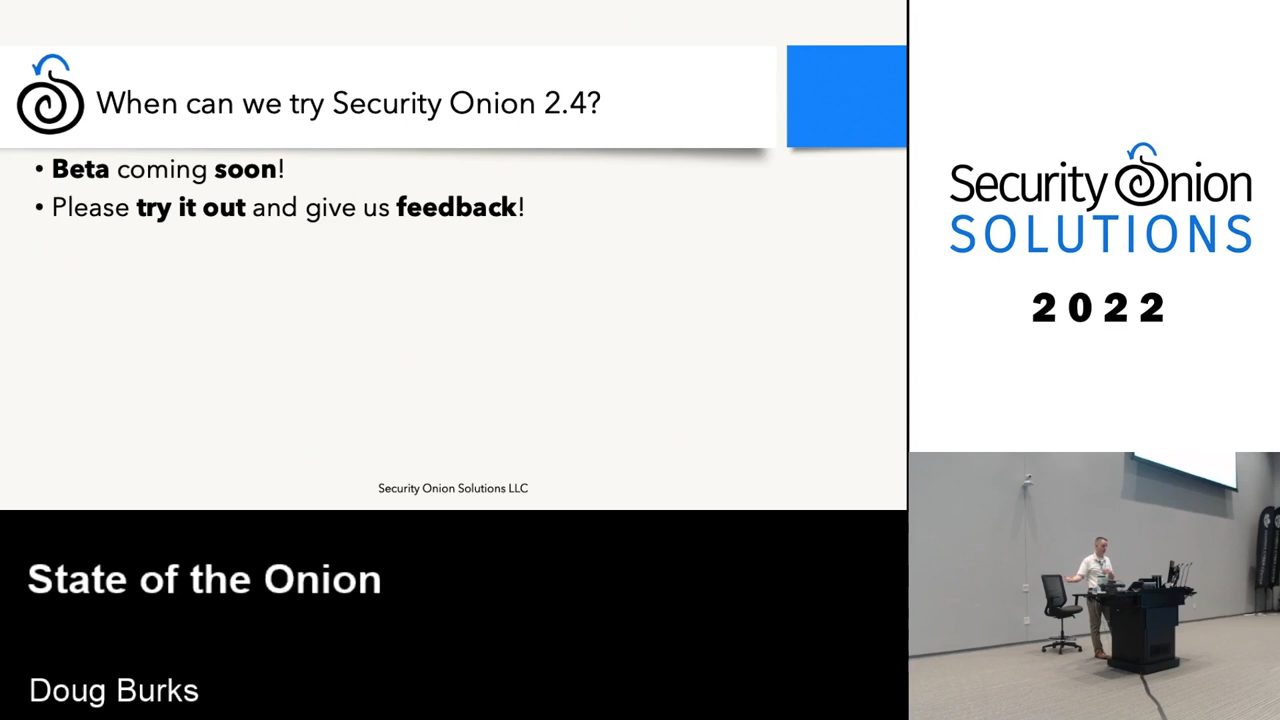 When can we try Security Onion 2.4?
• Beta coming soon!
• Please try it out and give us feedback!
Security Onion Solutions LLC
Security Onion
SOLUTIONS
2022
State of the Onion
Doug Burks